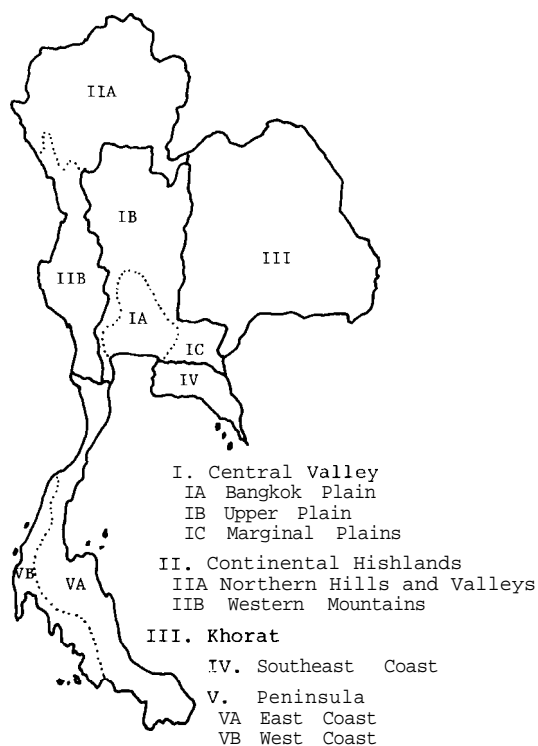 IIA
IB
IIB
III
IA
IC
IV
VB
VA
I. Central Valley
IA Bangkok Plain
IB Upper Plain
IC Marginal Plains
II. Continental Hishlands
IIA Northern Hills and Valleys
IIB Western Mountains
III. Khorat
IV. Southeast Coast
V. Peninsula
VA East Coast
VB West Coast